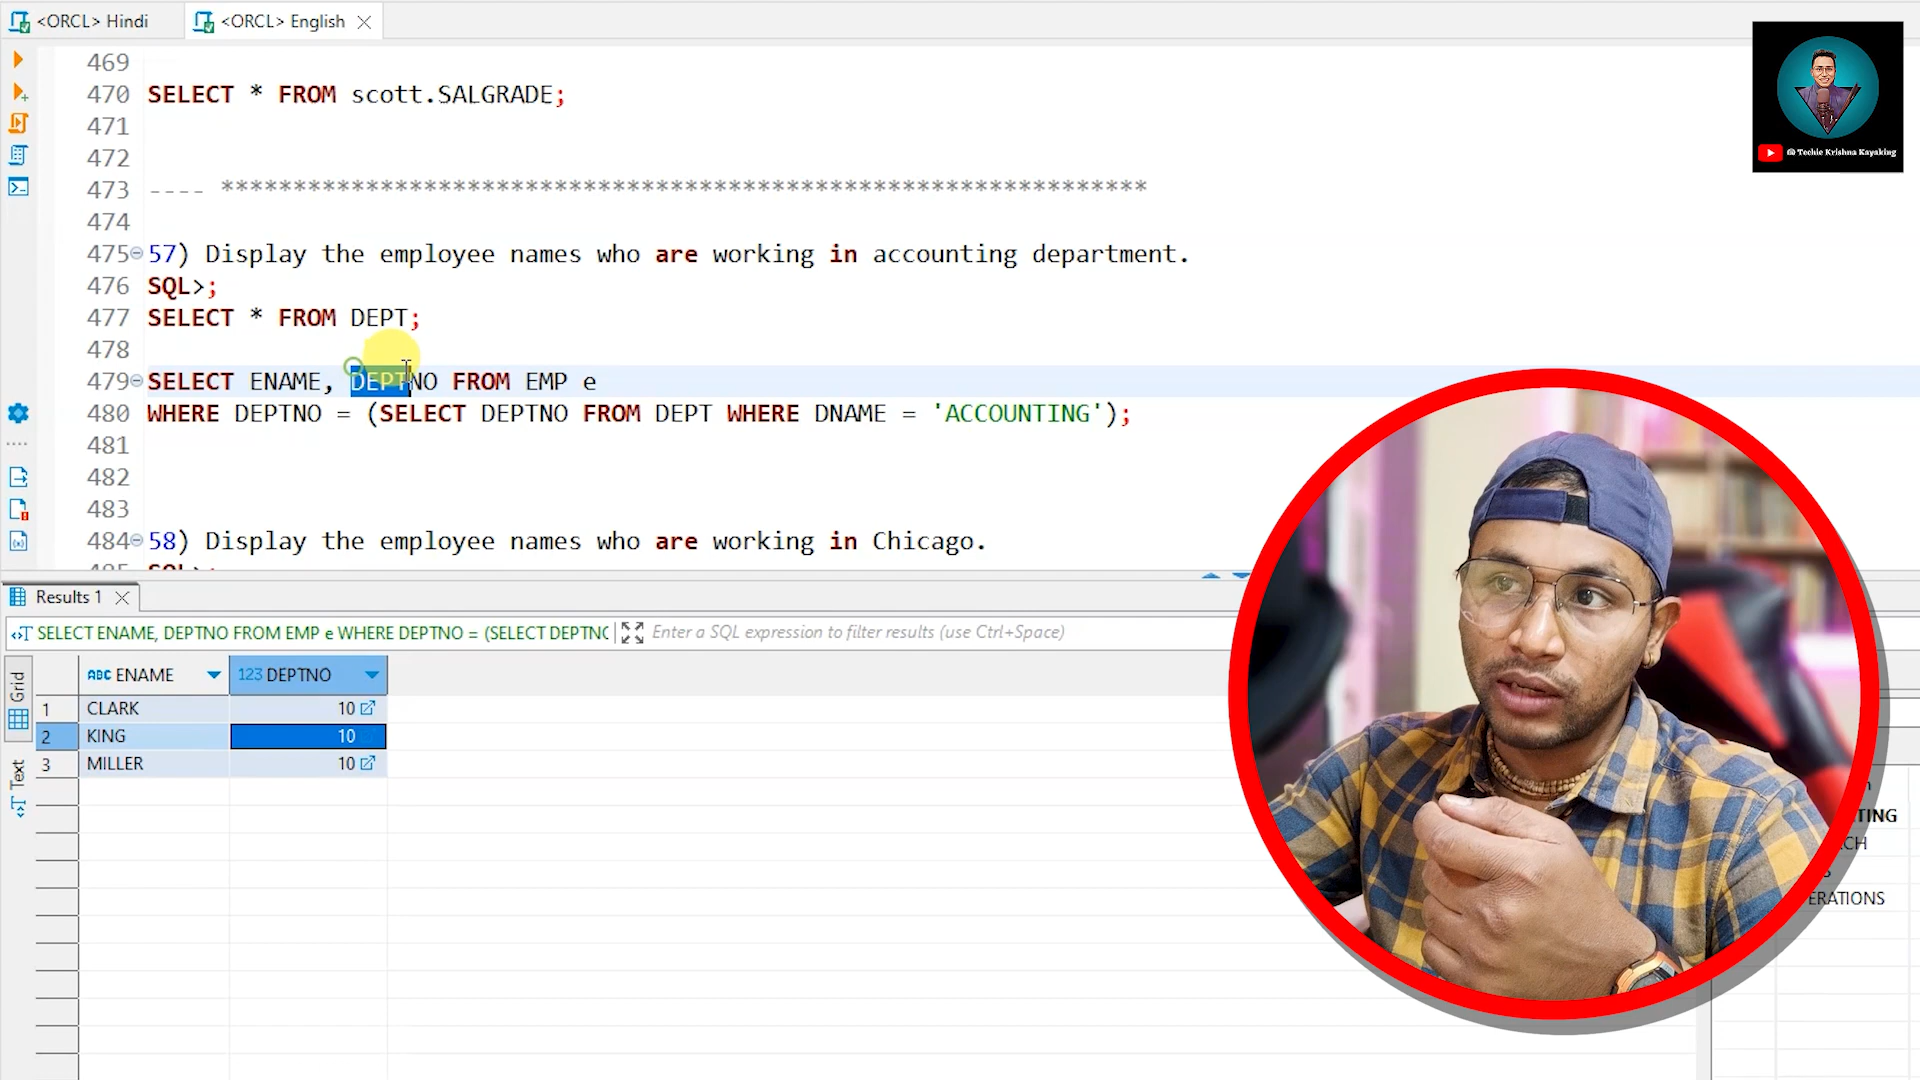 <ORCL> Hindi
<ORCL> English
Techie Krishna Kayaking
469
470 SELECT * FROM scott.SALGRADE;
471
472
473 ---- ****************************************************************
474
475 57) Display the employee names who are working in accounting department.
476 SQL>;
477 SELECT * FROM DEPT;
478
479 SELECT ENAME, DEPTNO FROM EMP e
480 WHERE DEPTNO = (SELECT DEPTNO FROM DEPT WHERE DNAME = 'ACCOUNTING');
481
482
483
484 58) Display the employee names who are working in Chicago.
Results 1
SELECT ENAME, DEPTNO FROM EMP e WHERE DEPTNO = (SELECT DEPTNO
Enter a SQL expression to filter results (use Ctrl+Space)
Grid
Text
ABC ENAME 123 DEPTNO
1 CLARK 10
2 KING 10
3 MILLER 10
TING
CH
S
ERATIONS